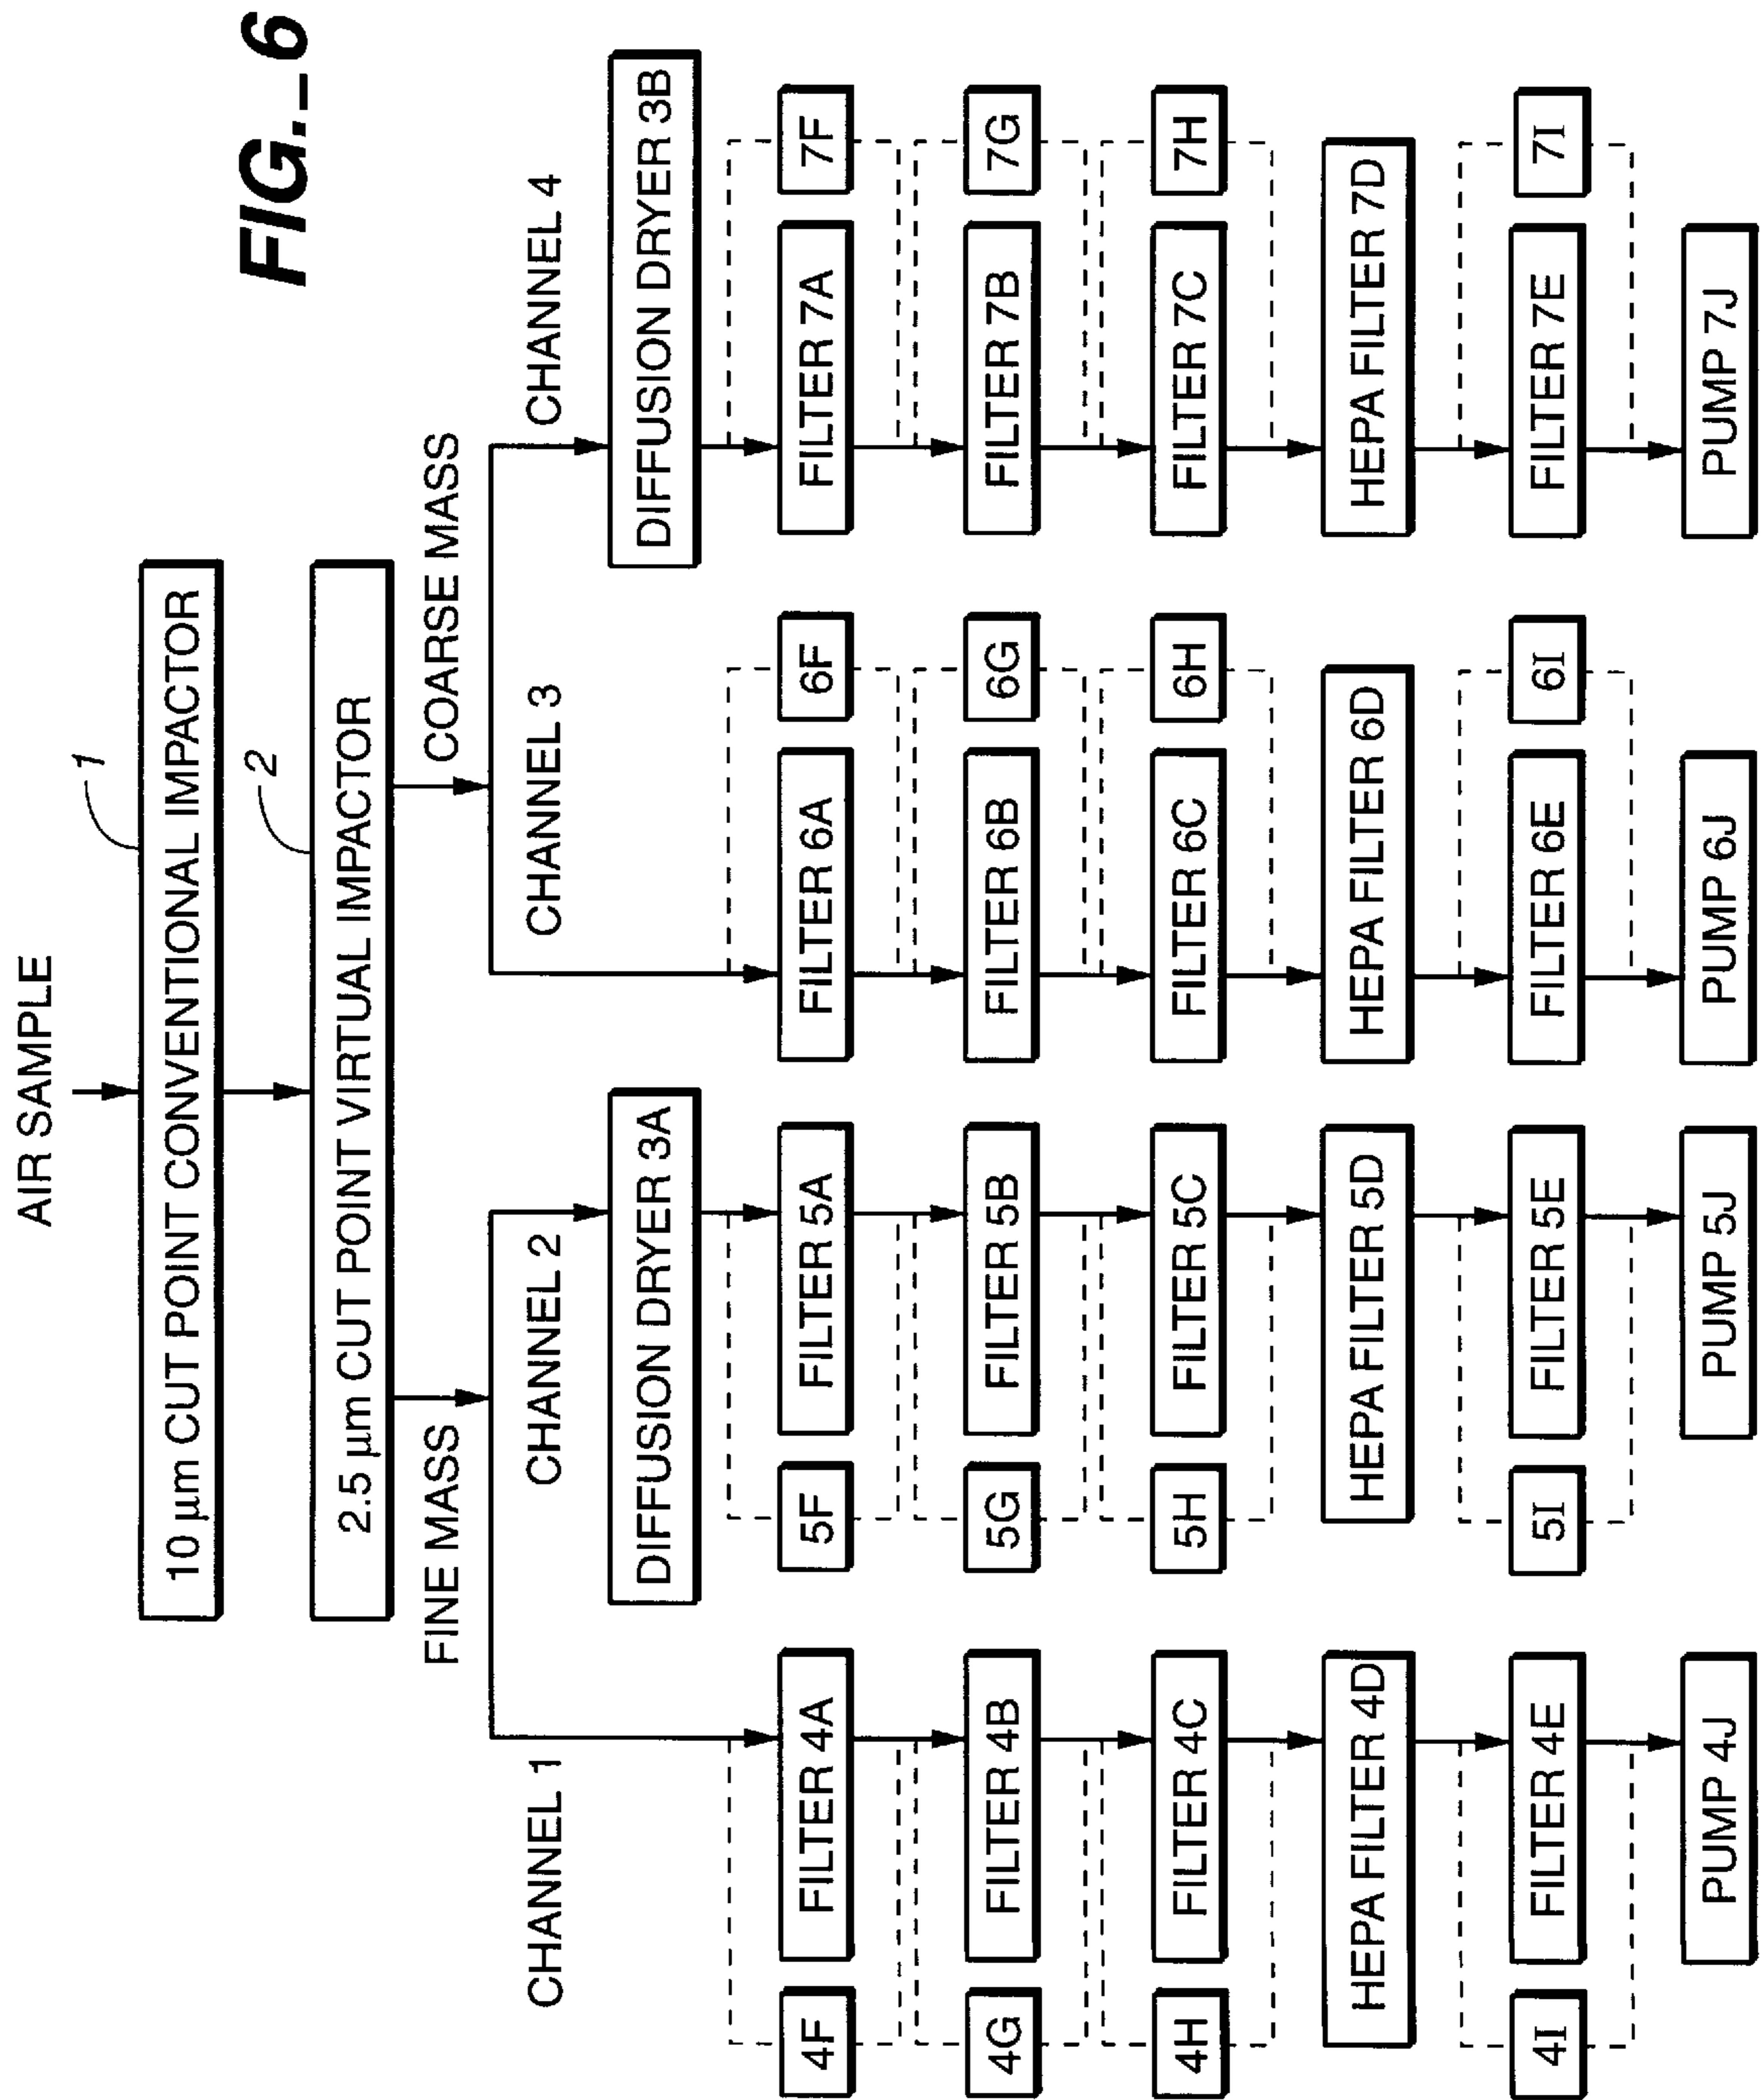 FIG._6
AIR SAMPLE
1
10 µm CUT POINT CONVENTIONAL IMPACTOR
2
2.5 µm CUT POINT VIRTUAL IMPACTOR
FINE MASS
COARSE MASS
CHANNEL 1
CHANNEL 2
CHANNEL 3
CHANNEL 4
DIFFUSION DRYER 3A
DIFFUSION DRYER 3B
4F
FILTER 4A
5F
FILTER 5A
FILTER 6A
6F
FILTER 7A
7F
4G
FILTER 4B
5G
FILTER 5B
FILTER 6B
6G
FILTER 7B
7G
4H
FILTER 4C
5H
FILTER 5C
FILTER 6C
6H
FILTER 7C
7H
HEPA FILTER 4D
HEPA FILTER 5D
HEPA FILTER 6D
HEPA FILTER 7D
4I
FILTER 4E
5I
FILTER 5E
FILTER 6E
6I
FILTER 7E
7I
PUMP 4J
PUMP 5J
PUMP 6J
PUMP 7J